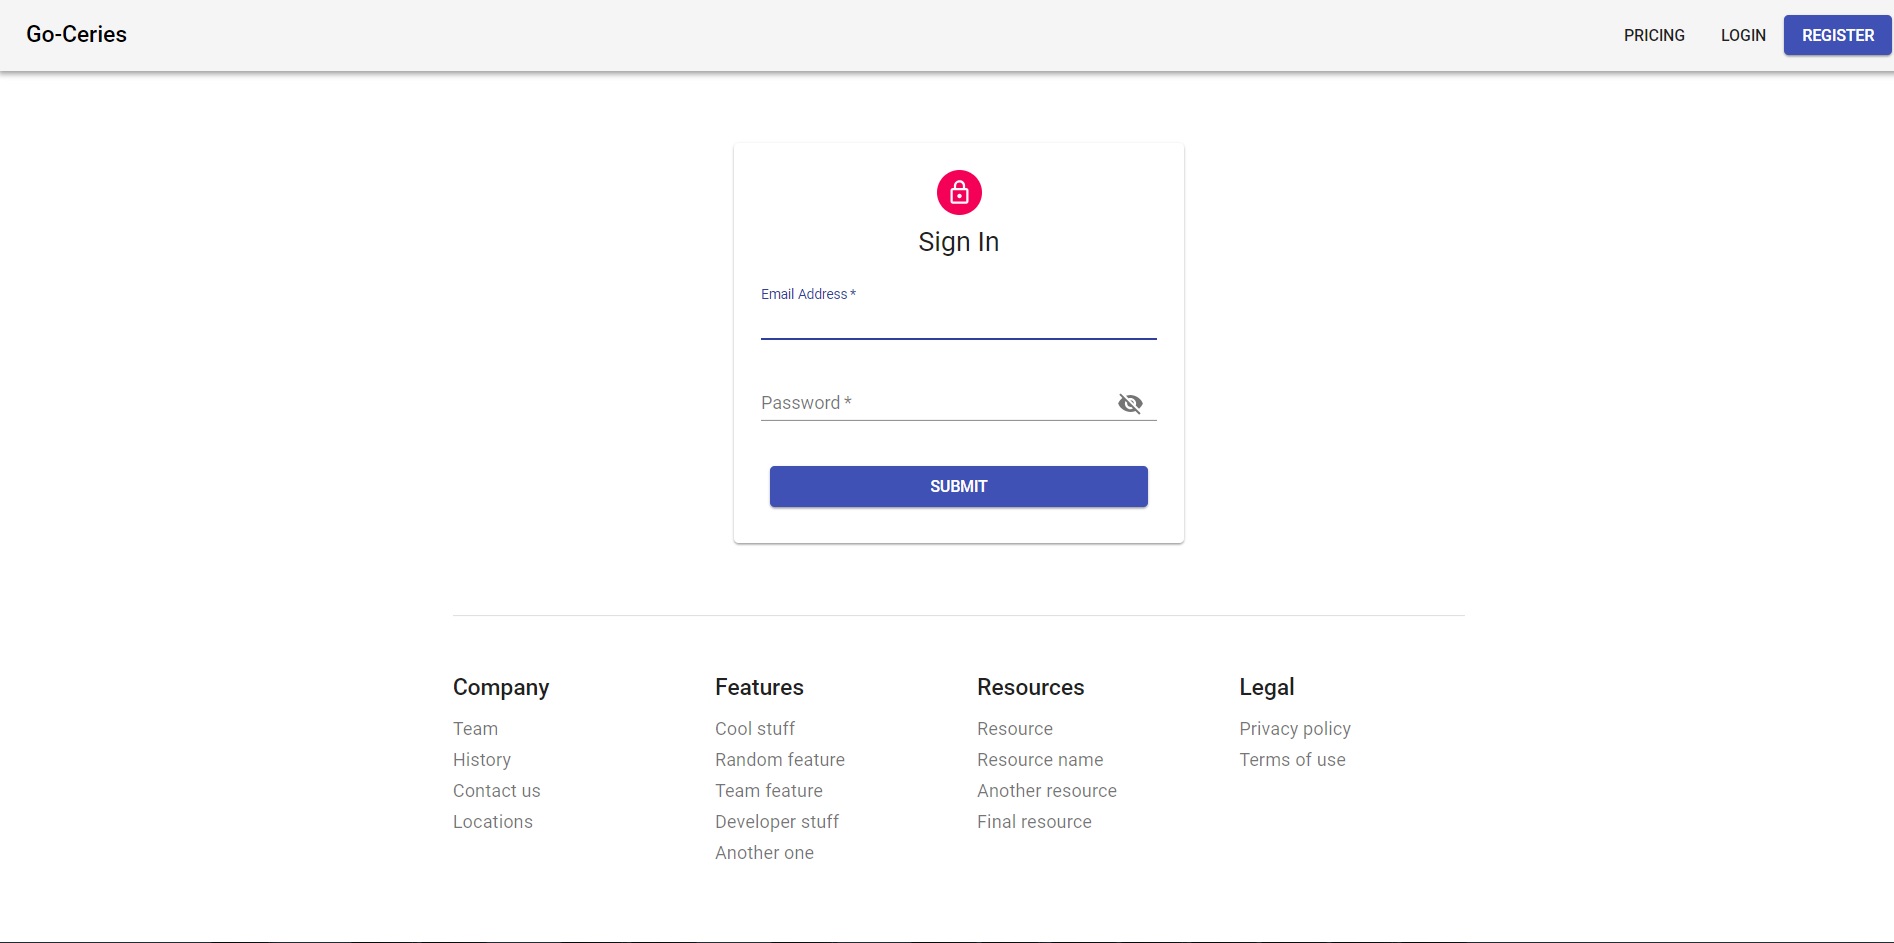 Go-Ceries
PRICING LOGIN REGISTER
Sign In
Email Address *
Password *
SUBMIT
Company
Team
History
Contact us
Locations
Features
Cool stuff
Random feature
Team feature
Developer stuff
Another one
Resources
Resource
Resource name
Another resource
Final resource
Legal
Privacy policy
Terms of use